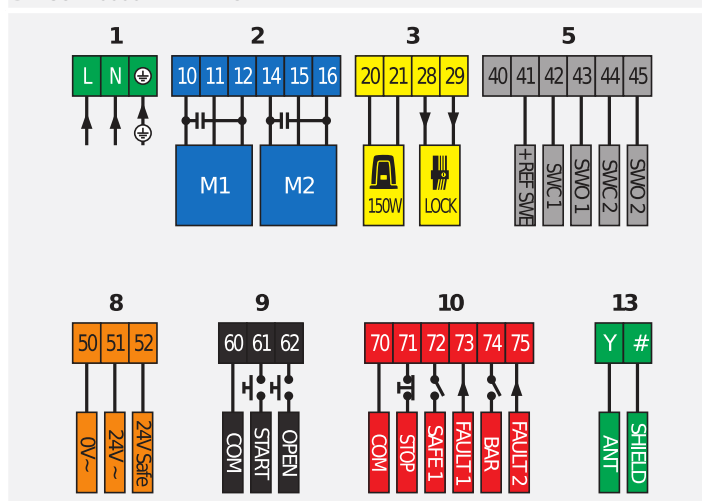 1 2 3 5
L N
10 11 12 14 15 16
20 21 28 29
40 41 42 43 44 45
M1 M2
150W LOCK
+REF SWE
SWC 1
SWO 1
SWC 2
SWO 2
8 9 10 13
50 51 52
60 61 62
70 71 72 73 74 75
Y #
0V~
24V~
24V Safe
COM
START
OPEN
COM
STOP
SAFE 1
FAULT 1
BAR
FAULT 2
ANT
SHIELD